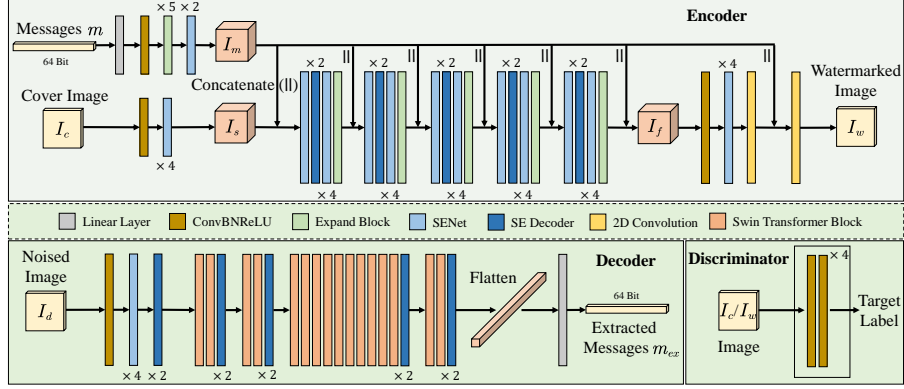 Encoder
Messages m
64 Bit
× 5 × 2
I_m
Concatenate (||)
Cover Image
I_c
× 4
I_s
|| || || || || ||
× 2 × 2 × 2 × 2 × 2
× 4 × 4 × 4 × 4
I_f
× 4
Watermarked
Image
I_w
Linear Layer
ConvBNReLU
Expand Block
SENet
SE Decoder
2D Convolution
Swin Transformer Block
Decoder
Noised
Image
I_d
× 4 × 2
× 2
× 2
× 2
× 2
Flatten
64 Bit
Extracted
Messages m_ex
Discriminator
I_c/I_w
Image
× 4
Target
Label